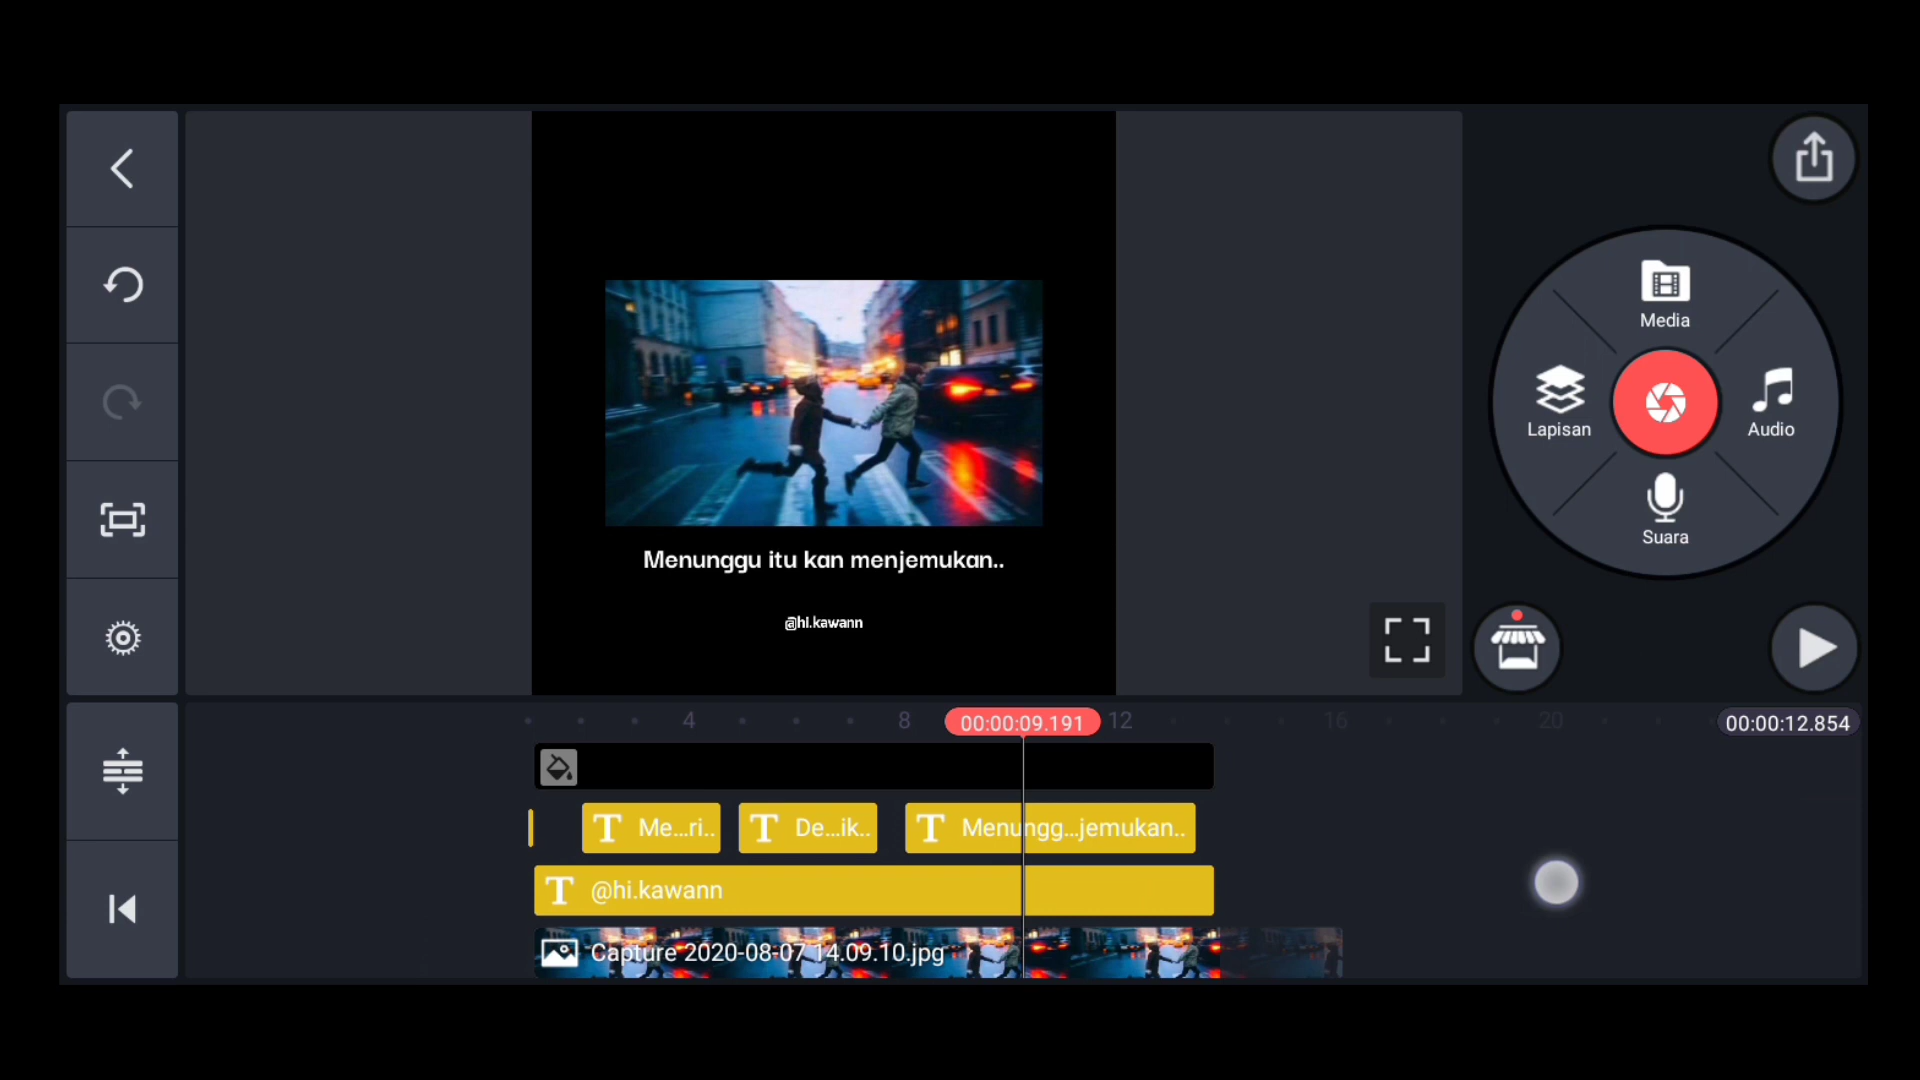 Media
Lapisan
Audio
Suara
Menunggu itu kan menjemukan..
@hi.kawann
4
8
00:00:09.191
12
16
20
00:00:12.854
T Me...ri..
T De...ik..
T Menungg...jemukan..
T @hi.kawann
Capture 2020-08-07 14.09.10.jpg